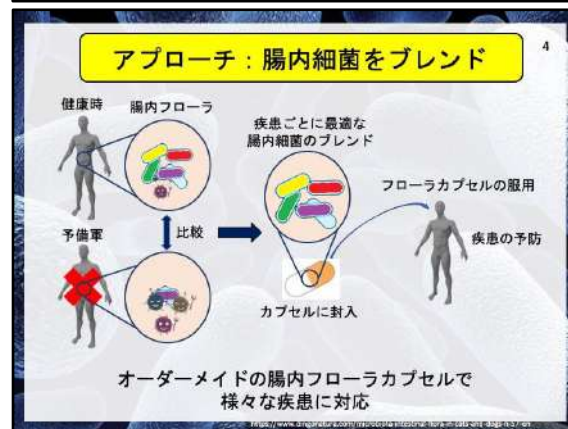 アプローチ：腸内細菌をブレンド
4
健康時
腸内フローラ
疾患ごとに最適な
腸内細菌のブレンド
フローラカプセルの服用
予備軍
比較
疾患の予防
カプセルに封入
オーダーメイドの腸内フローラカプセルで
様々な疾患に対応